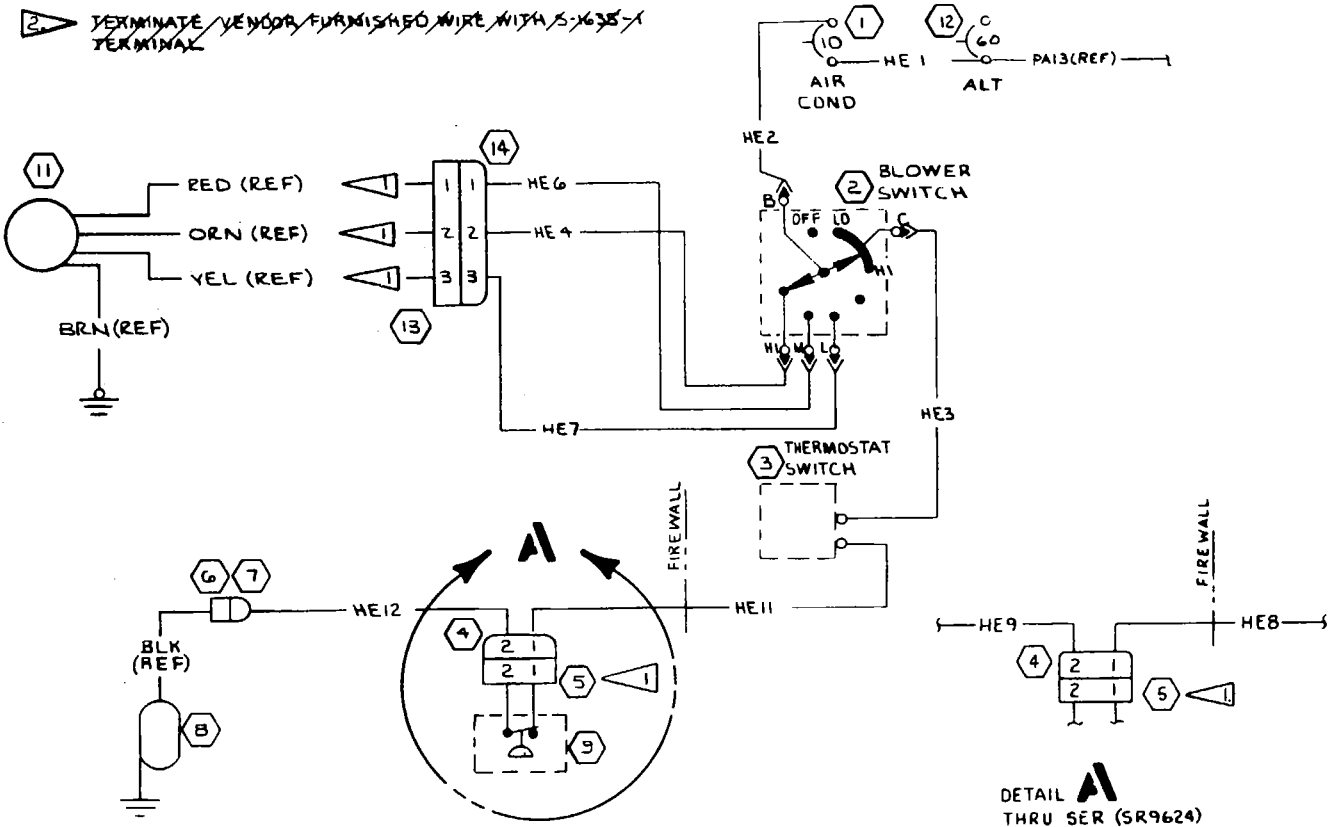 2. TERMINATE VENDOR FURNISHED WIRE WITH S-1635-1
TERMINAL
1
12
10
60
HE 1
PA13(REF)
AIR
COND
ALT
HE2
11
14
2
BLOWER
SWITCH
RED (REF)
1
1
1
HE6
B
OFF
LO
C
ORN (REF)
1
2
2
HE4
HI
YEL (REF)
1
3
3
13
BRN(REF)
HI
M
L
HE3
HE7
3
THERMOSTAT
SWITCH
FIREWALL
FIREWALL
A
6
7
HE12
HE11
HE9
HE8
BLK
(REF)
4
2
1
2
1
5
1
4
2
1
2
1
5
1
8
9
DETAIL A
THRU SER (SR9624)